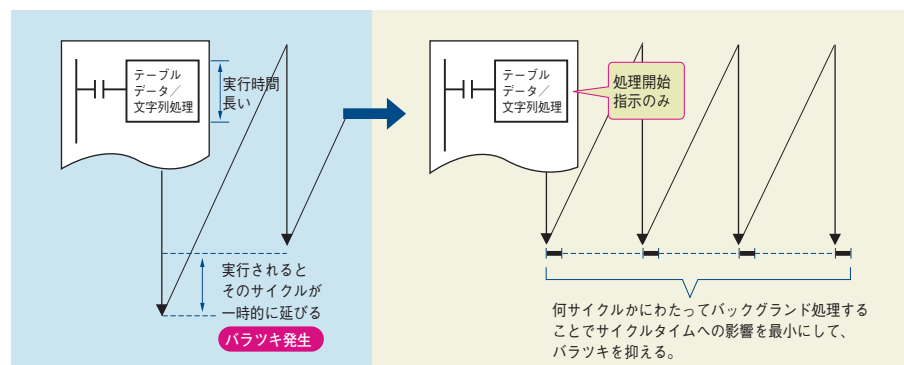 テーブル
データ／
文字列処理
実行時間
長い
実行されると
そのサイクルが
一時的に延びる
バラツキ発生
テーブル
データ／
文字列処理
処理開始
指示のみ
何サイクルかにわたってバックグランド処理する
ことでサイクルタイムへの影響を最小にして、
バラツキを抑える。